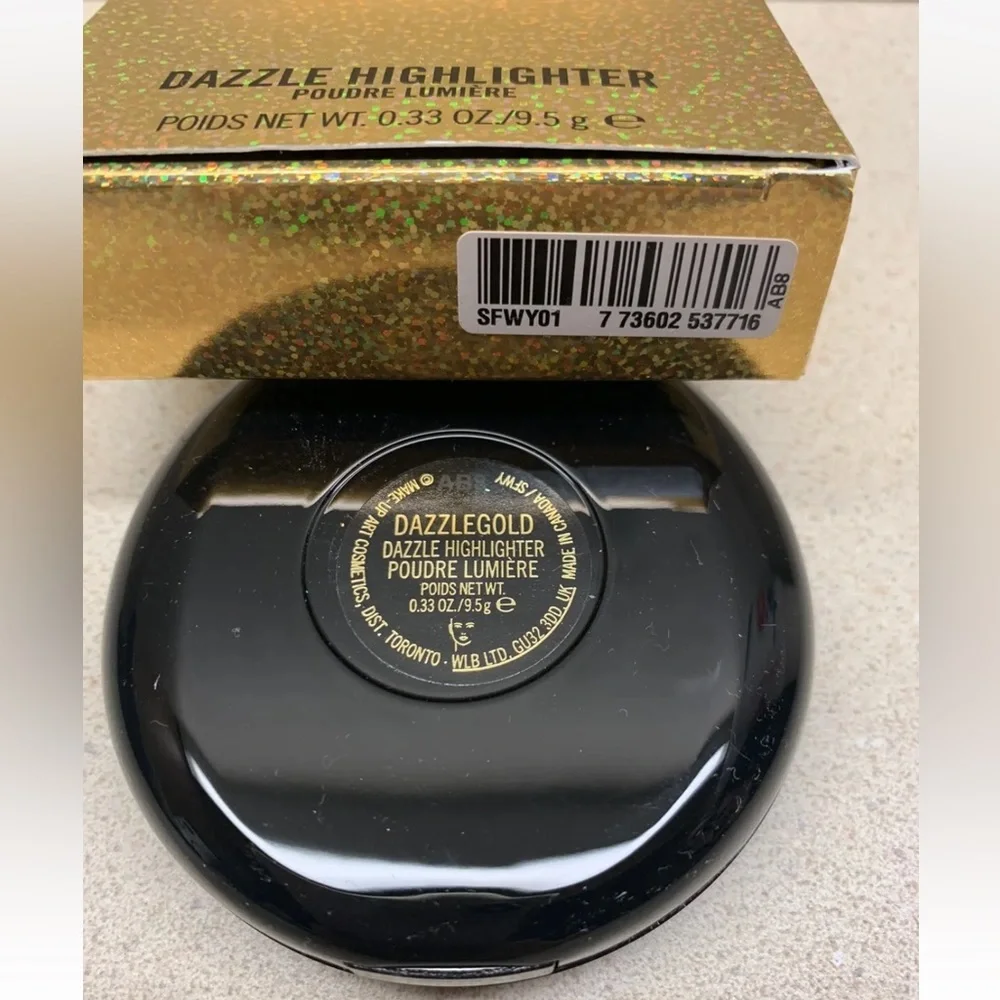 DAZZLE HIGHLIGHTER
POUDRE LUMIÈRE
POIDS NET WT. 0.33 OZ./9.5 g ℮
SFWY01 7 73602 537716
AB8
AB8
DAZZLEGOLD
DAZZLE HIGHLIGHTER
POUDRE LUMIÈRE
POIDS NET WT.
0.33 OZ./9.5g ℮
© MAKE-UP ART COSMETICS, DIST. TORONTO · WLB LTD. GU32 3DD, UK MADE IN CANADA / SFWY